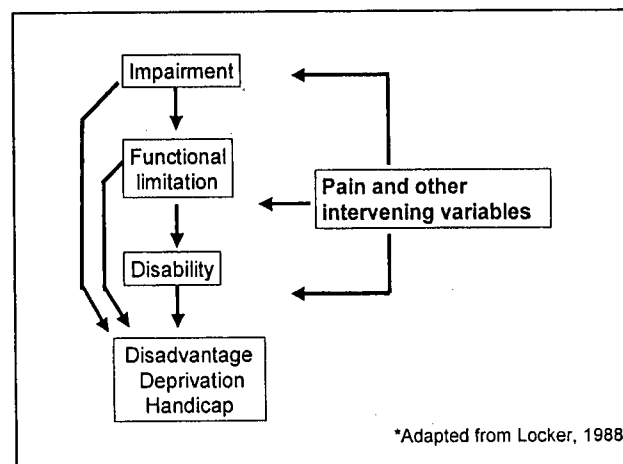 Impairment
Functional
limitation
Pain and other
intervening variables
Disability
Disadvantage
Deprivation
Handicap
*Adapted from Locker, 1988